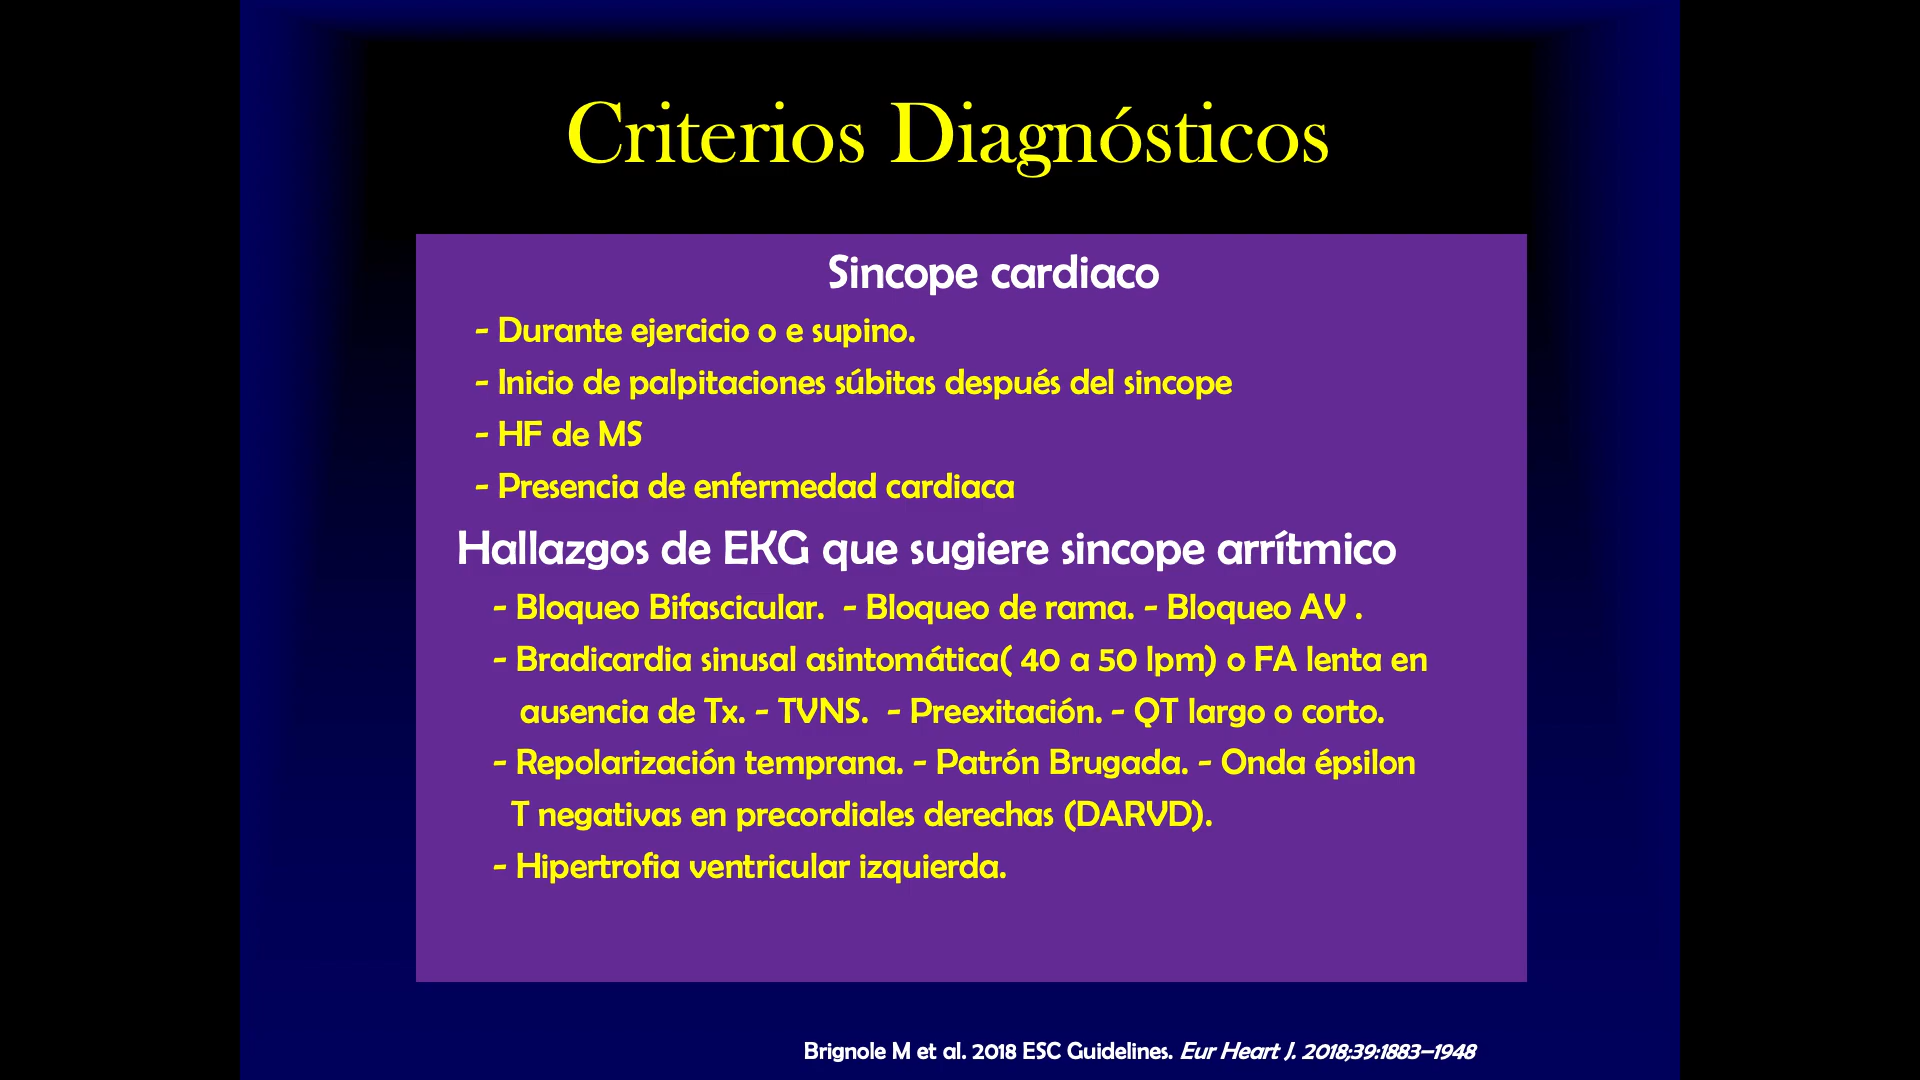 Criterios Diagnósticos
Sincope cardiaco
- Durante ejercicio o e supino.
- Inicio de palpitaciones súbitas después del sincope
- HF de MS
- Presencia de enfermedad cardiaca
Hallazgos de EKG que sugiere sincope arrítmico
- Bloqueo Bifascicular. - Bloqueo de rama. - Bloqueo AV .
- Bradicardia sinusal asintomática( 40 a 50 lpm) o FA lenta en
ausencia de Tx. - TVNS. - Preexitación. - QT largo o corto.
- Repolarización temprana. - Patrón Brugada. - Onda épsilon
T negativas en precordiales derechas (DARVD).
- Hipertrofia ventricular izquierda.
Brignole M et al. 2018 ESC Guidelines. Eur Heart J. 2018;39:1883–1948